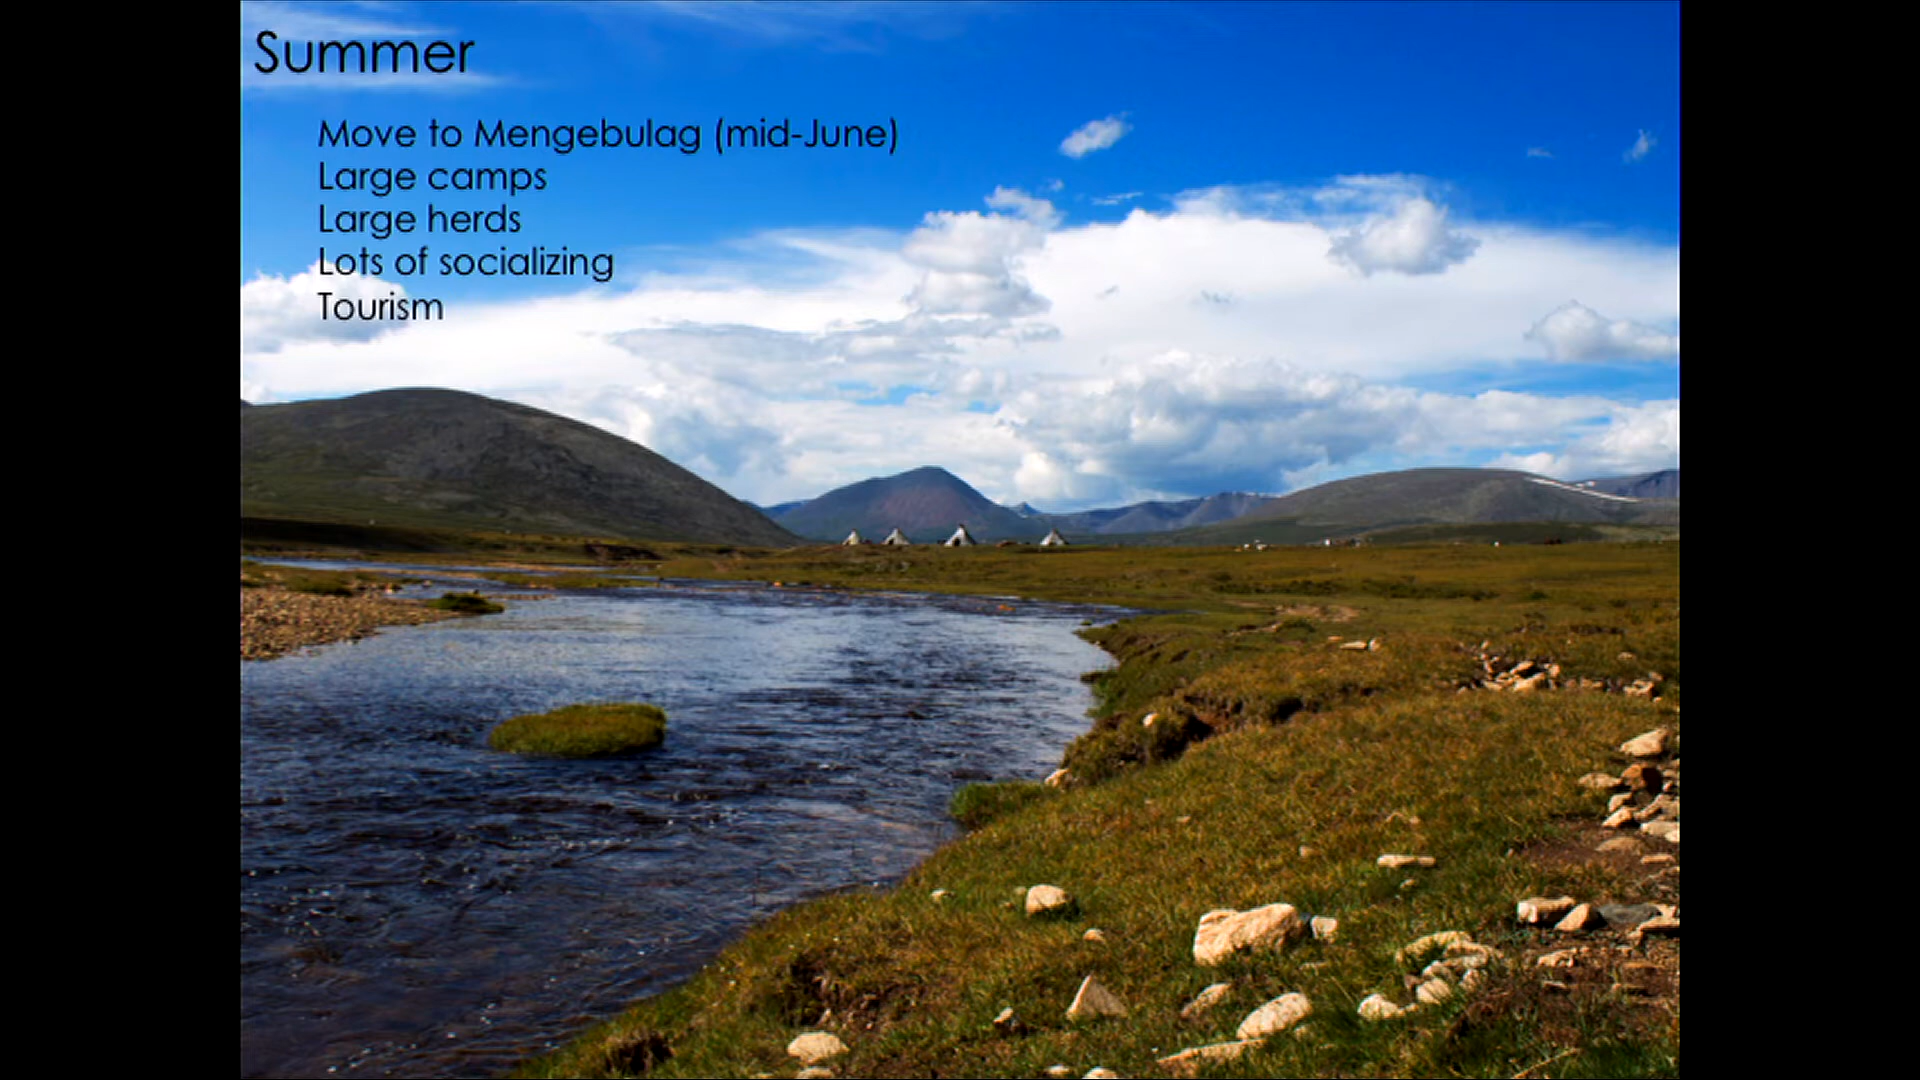 Summer
Move to Mengebulag (mid-June)
Large camps
Large herds
Lots of socializing
Tourism